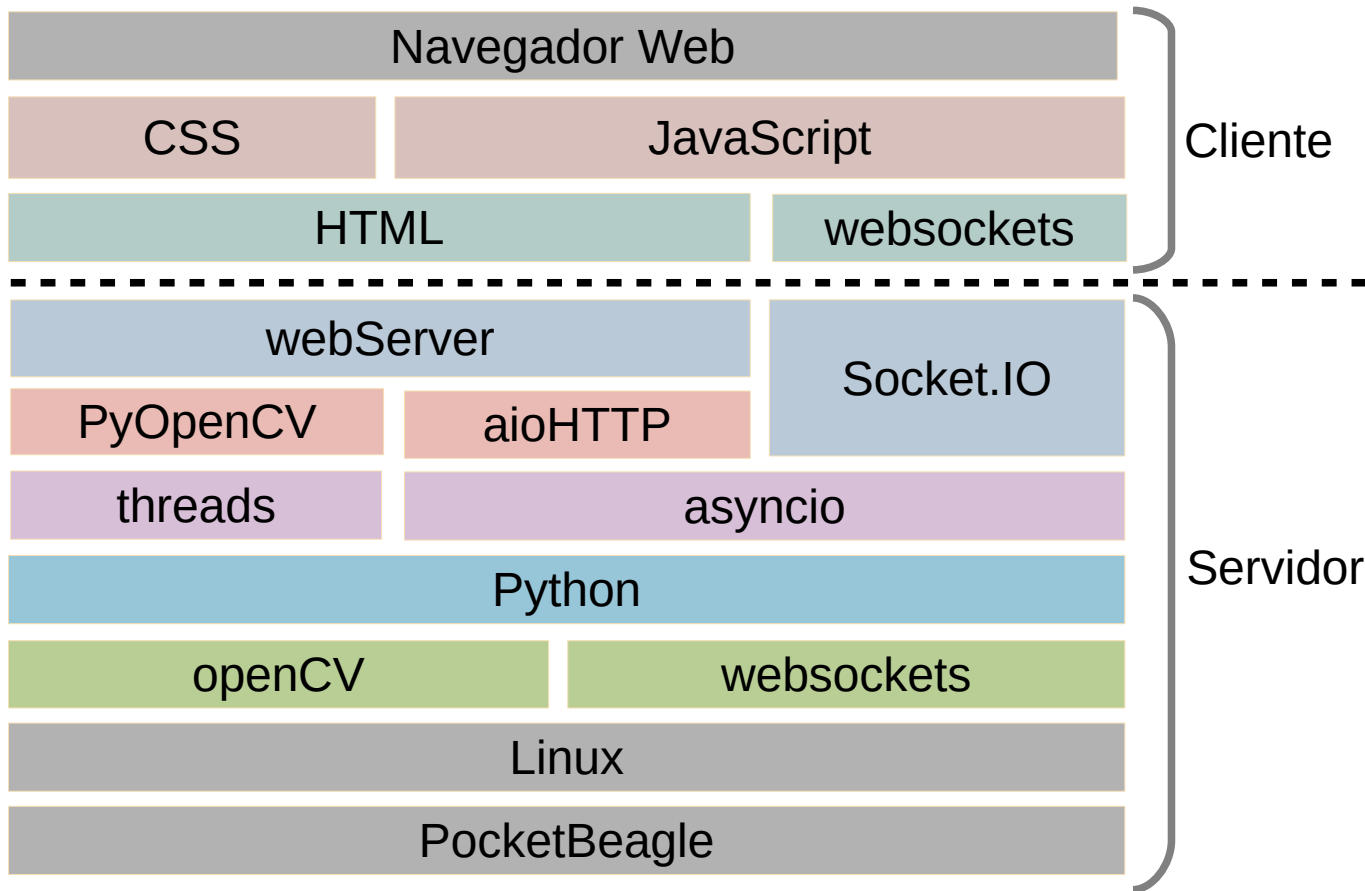 Navegador Web
CSS
JavaScript
Cliente
HTML
websockets
webServer
Socket.IO
PyOpenCV
aioHTTP
threads
asyncio
Servidor
Python
openCV
websockets
Linux
PocketBeagle